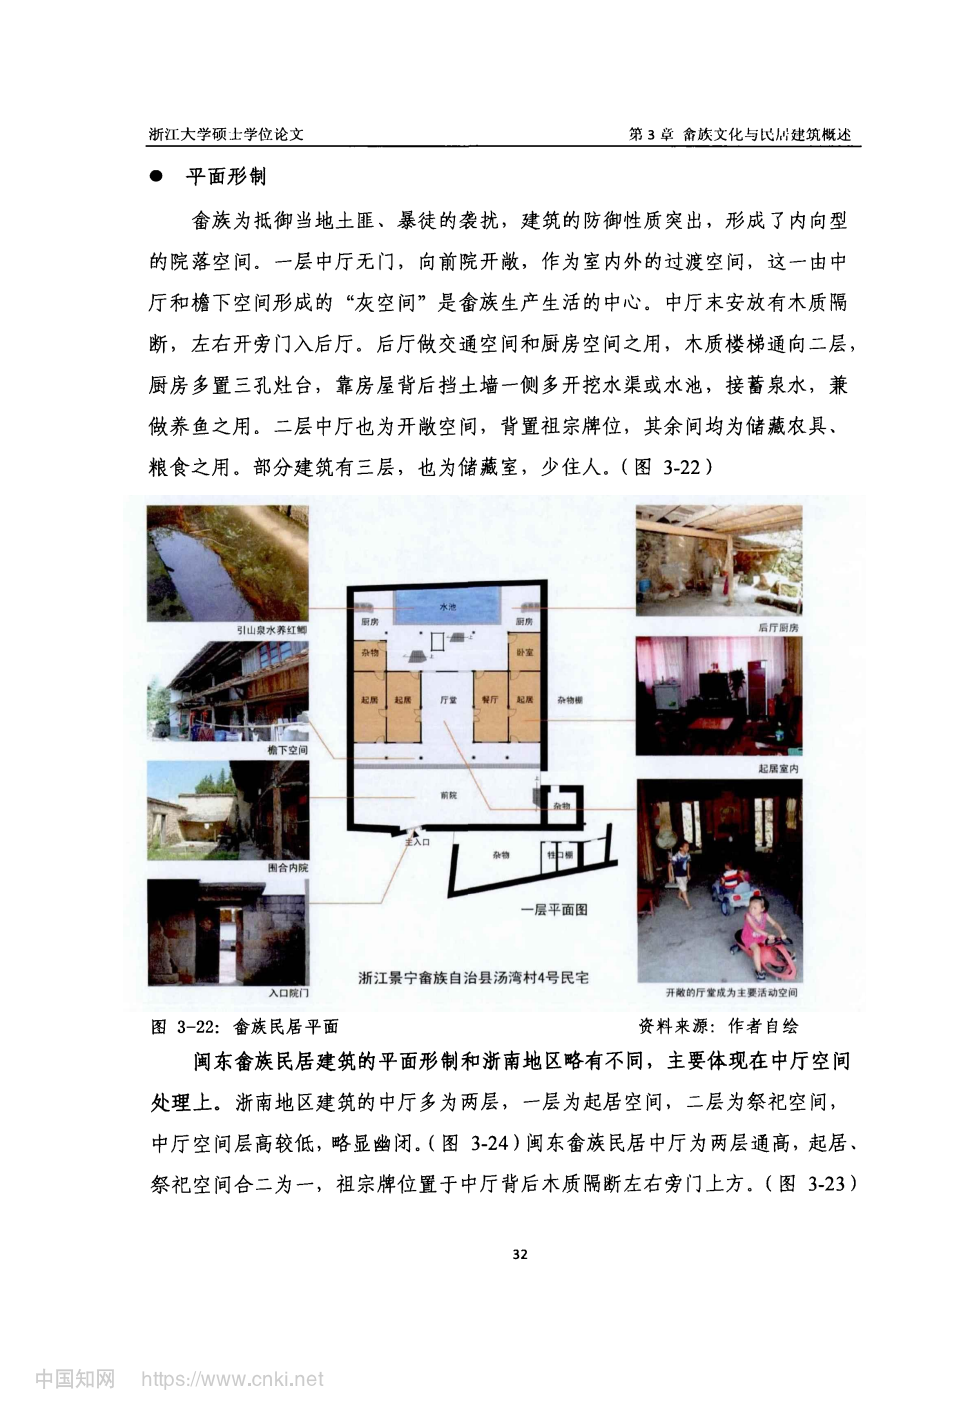 浙江大学硕士学位论文
第 3 章 畲族文化与民居建筑概述
● 平面形制
畲族为抵御当地土匪、暴徒的袭扰，建筑的防御性质突出，形成了内向型
的院落空间。一层中厅无门，向前院开敞，作为室内外的过渡空间，这一由中
厅和檐下空间形成的“灰空间”是畲族生产生活的中心。中厅末安放有木质隔
断，左右开旁门入后厅。后厅做交通空间和厨房空间之用，木质楼梯通向二层，
厨房多置三孔灶台，靠房屋背后挡土墙一侧多开挖水渠或水池，接蓄泉水，兼
做养鱼之用。二层中厅也为开敞空间，背置祖宗牌位，其余间均为储藏农具、
粮食之用。部分建筑有三层，也为储藏室，少住人。（图 3-22）
引山泉水养红鲫
檐下空间
围合内院
入口院门
水池
厨房
厨房
上
上
杂物
卧室
起居
起居
厅堂
餐厅
起居
杂物棚
前院
上
杂物
主入口
杂物
牲口棚
一层平面图
浙江景宁畲族自治县汤湾村4号民宅
后厅厨房
起居室内
开敞的厅堂成为主要活动空间
图 3-22：畲族民居平面
资料来源：作者自绘
闽东畲族民居建筑的平面形制和浙南地区略有不同，主要体现在中厅空间
处理上。浙南地区建筑的中厅多为两层，一层为起居空间，二层为祭祀空间，
中厅空间层高较低，略显幽闭。（图 3-24）闽东畲族民居中厅为两层通高，起居、
祭祀空间合二为一，祖宗牌位置于中厅背后木质隔断左右旁门上方。（图 3-23）
32
中国知网 https://www.cnki.net